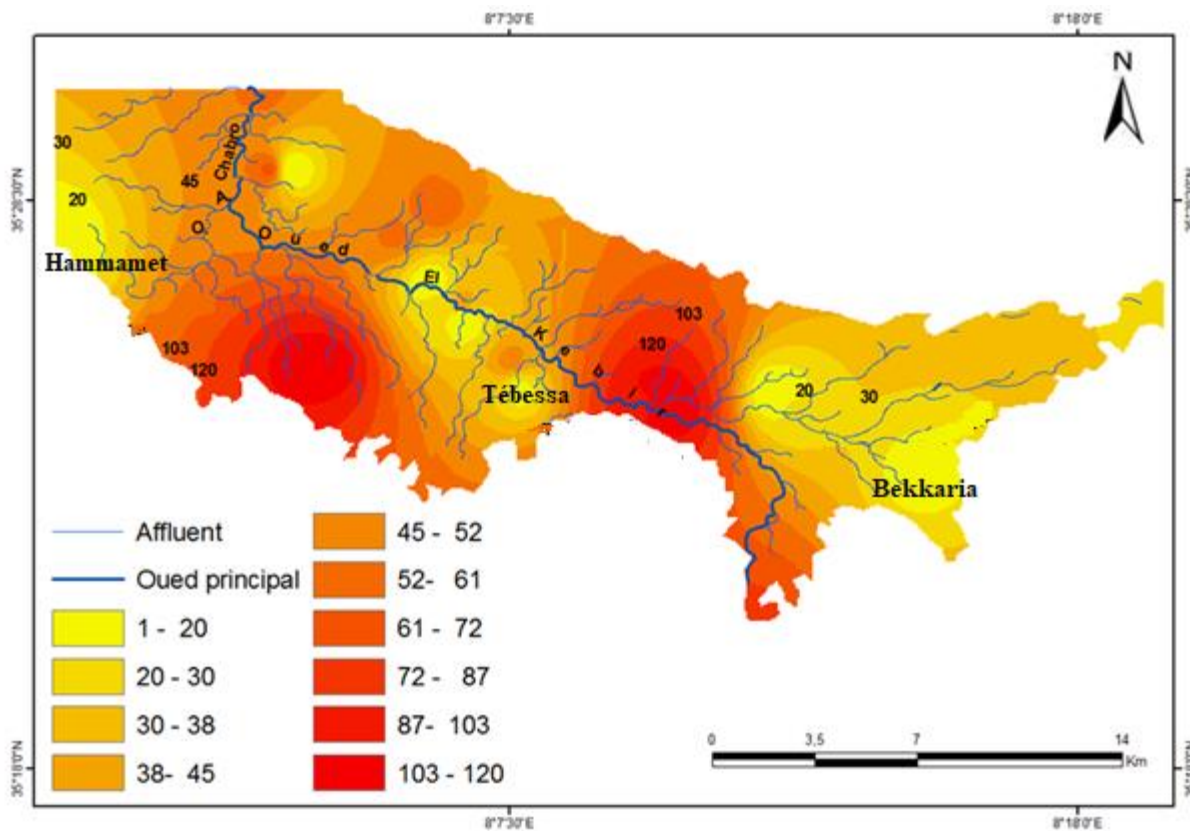 8°7'30"E
8°18'0"E
N
30
Chabro
45
35°28'30"N
20
A
O.
Oued
El
Hammamet
K
103
103
120
120
Tébessa
20
30
Bekkaria
Affluent
Oued principal
1 - 20
20 - 30
30 - 38
38- 45
45 - 52
52- 61
61 - 72
72 - 87
87- 103
103 - 120
0 3,5 7 14
Km
35°18'0"N
8°7'30"E
8°18'0"E